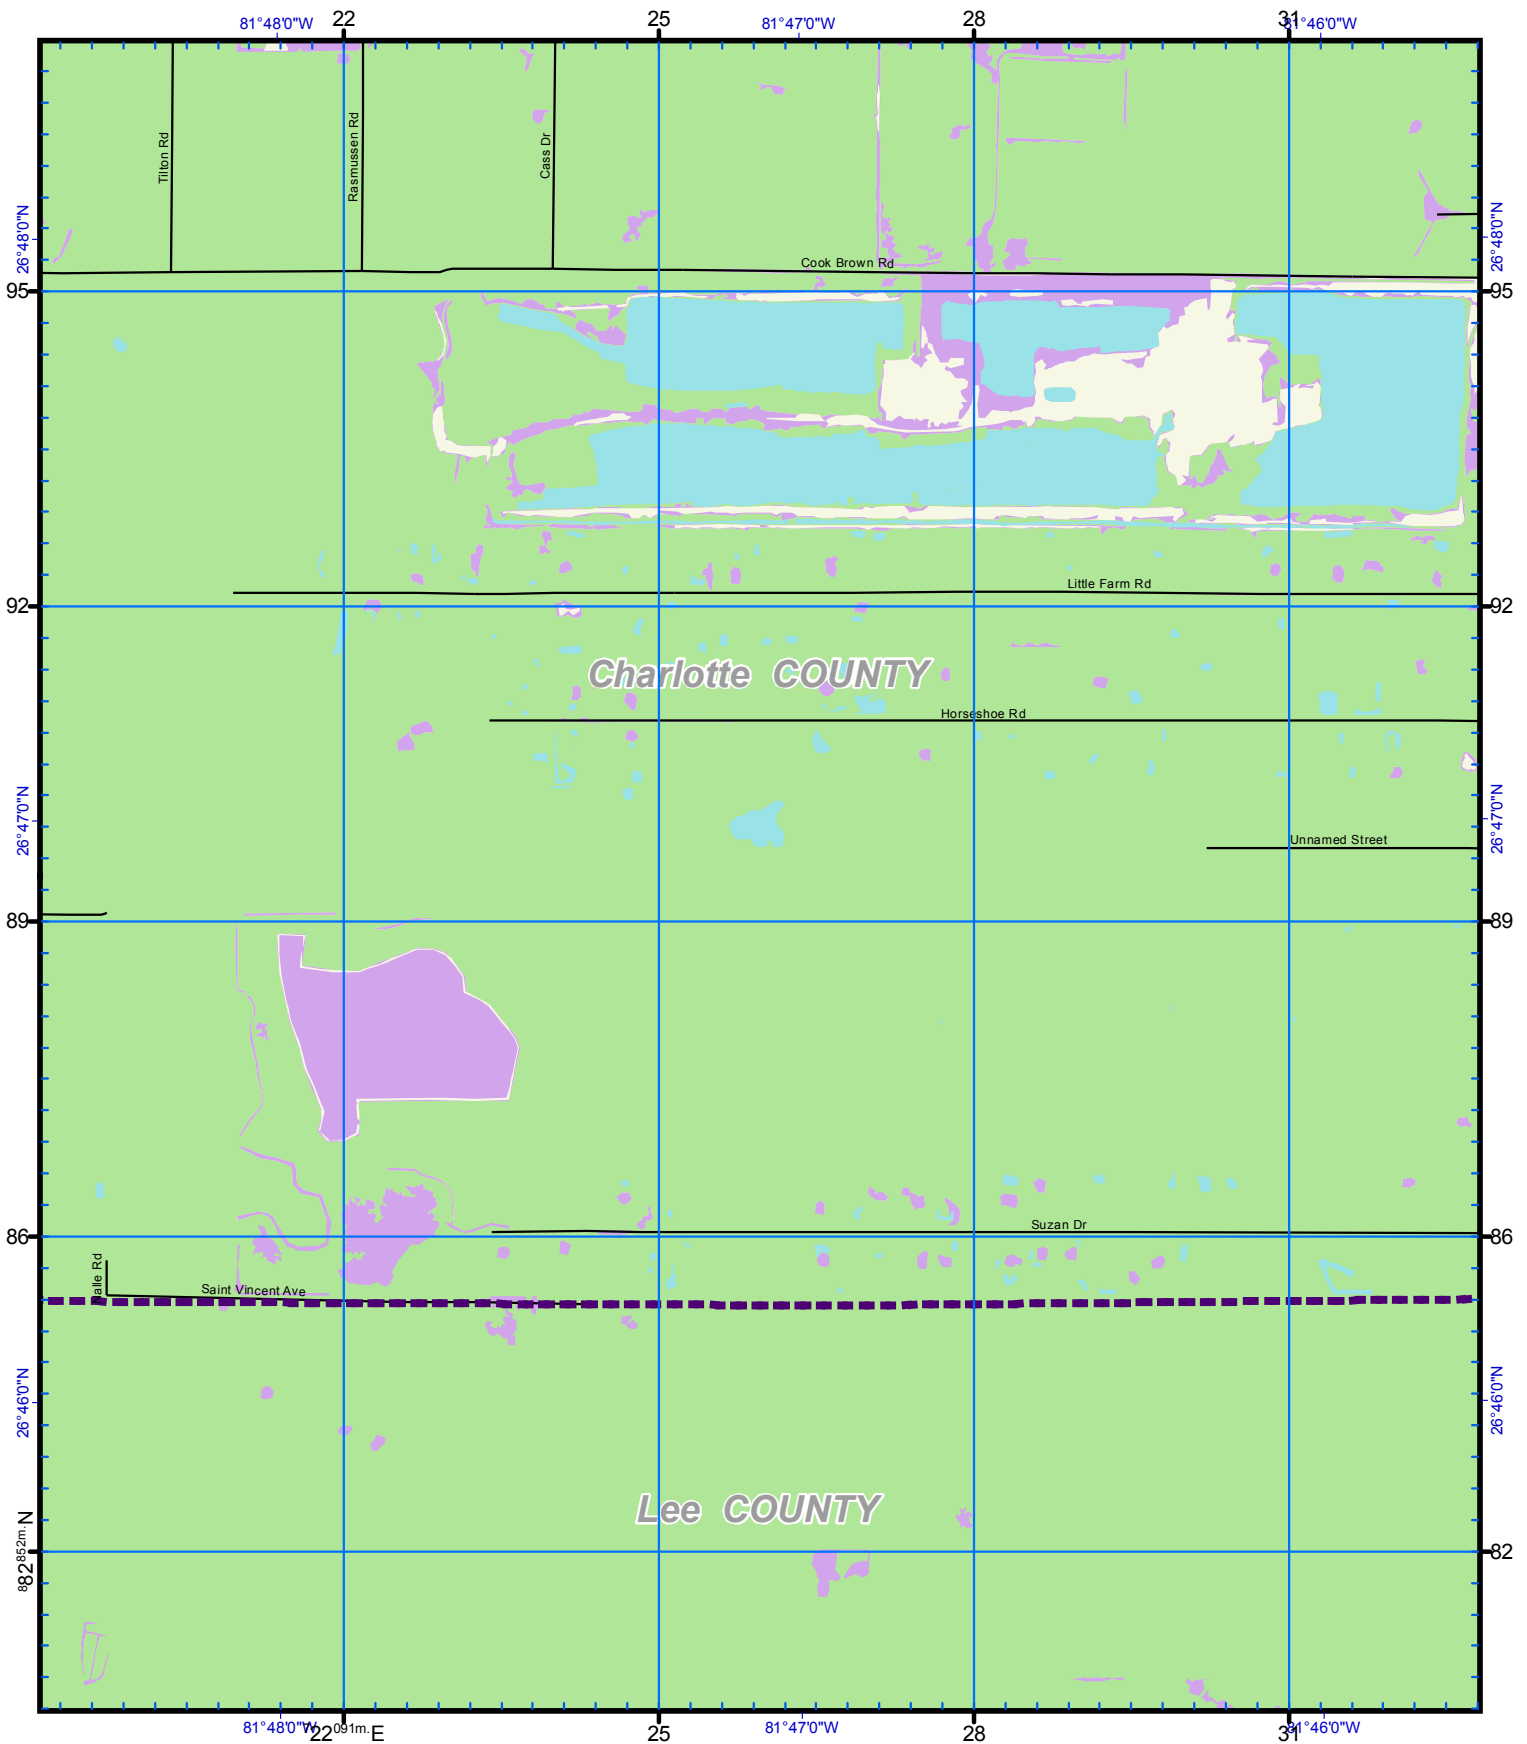 22 25 28 31
81°48'0"W 81°47'0"W 81°46'0"W
Tilton Rd
Rasmussen Rd
Cass Dr
26°48'0"N 26°48'0"N
Cook Brown Rd
95 95
Little Farm Rd
92 92
Charlotte COUNTY
Horseshoe Rd
26°47'0"N 26°47'0"N
Unnamed Street
89 89
Suzan Dr
86 86
alle Rd
Saint Vincent Ave
26°46'0"N 26°46'0"N
Lee COUNTY
882852m.N 82
81°48'0"W 81°47'0"W 81°46'0"W
22091m.E 25 28 31